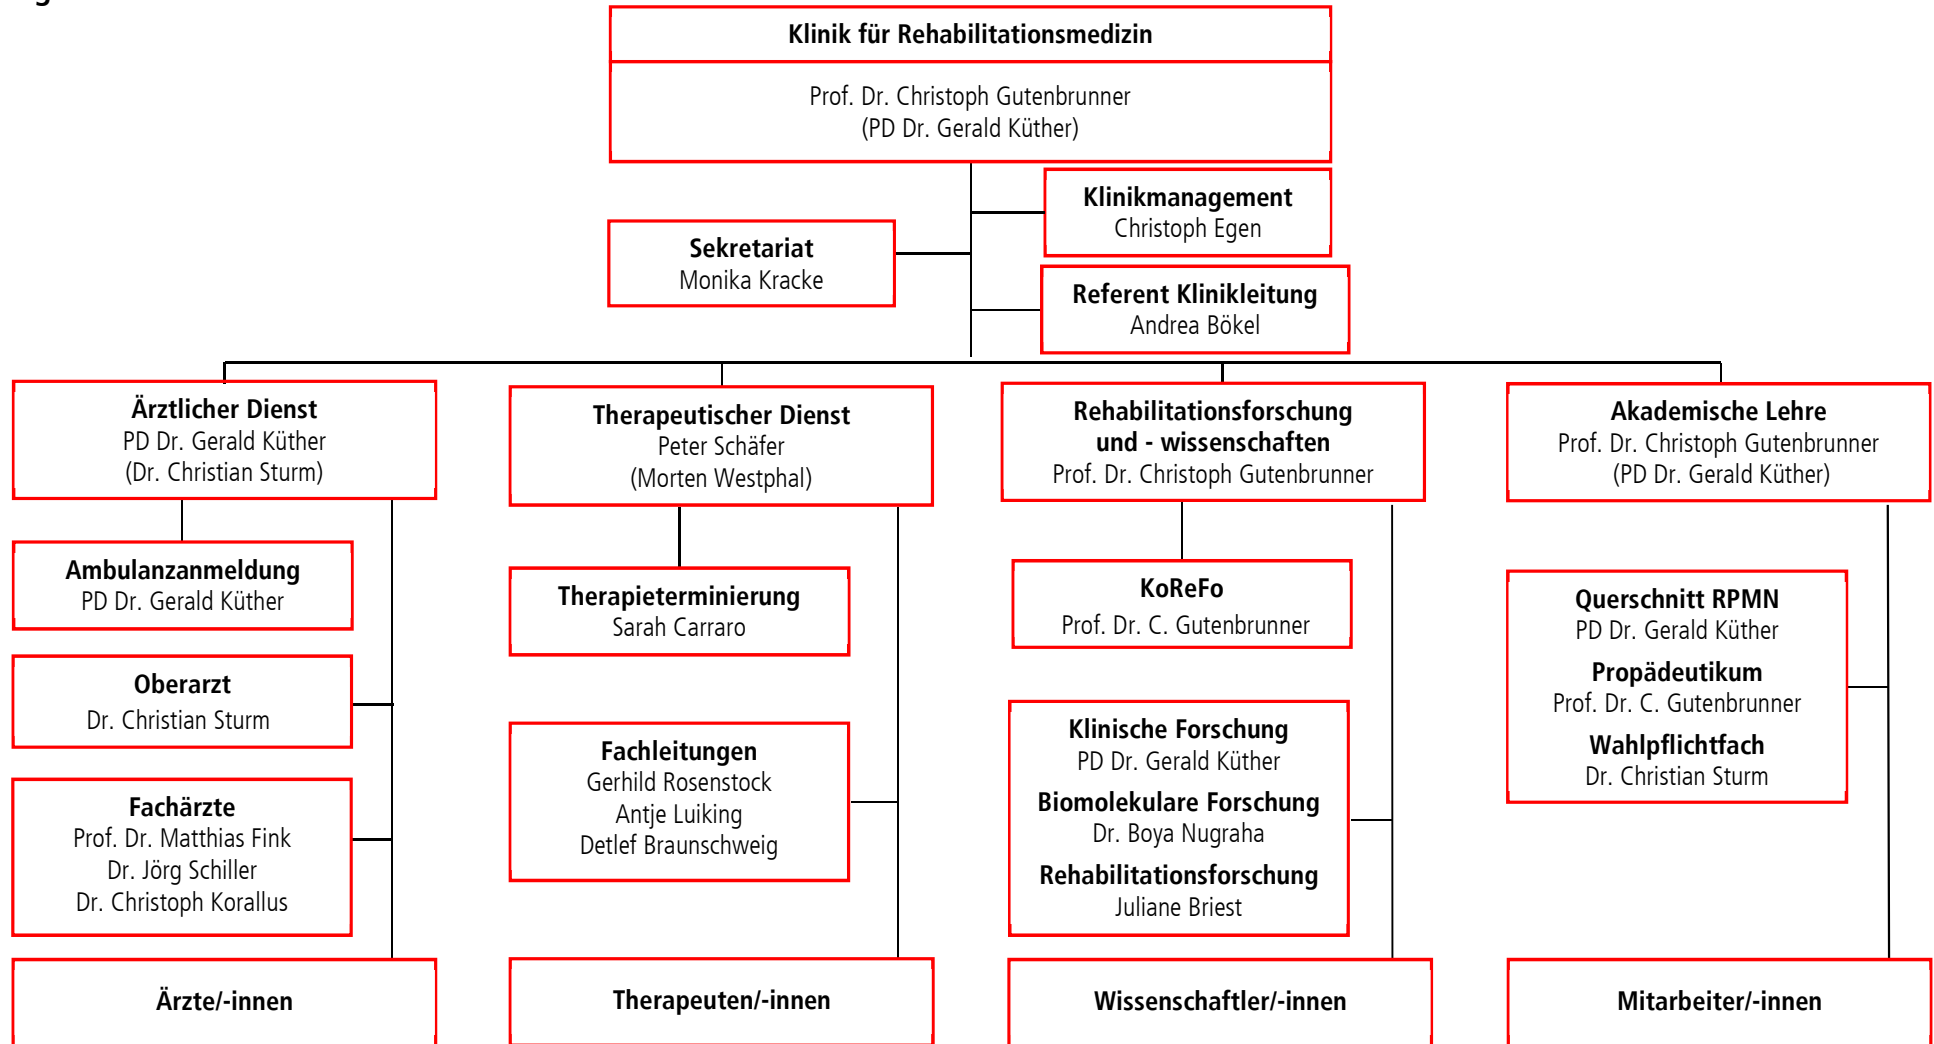 Klinik für Rehabilitationsmedizin
Prof. Dr. Christoph Gutenbrunner
(PD Dr. Gerald Küther)
Klinikmanagement
Christoph Egen
Sekretariat
Monika Kracke
Referent Klinikleitung
Andrea Bökel
Ärztlicher Dienst
PD Dr. Gerald Küther
(Dr. Christian Sturm)
Therapeutischer Dienst
Peter Schäfer
(Morten Westphal)
Rehabilitationsforschung
und - wissenschaften
Prof. Dr. Christoph Gutenbrunner
Akademische Lehre
Prof. Dr. Christoph Gutenbrunner
(PD Dr. Gerald Küther)
Ambulanzanmeldung
PD Dr. Gerald Küther
Oberarzt
Dr. Christian Sturm
Fachärzte
Prof. Dr. Matthias Fink
Dr. Jörg Schiller
Dr. Christoph Korallus
Ärzte/-innen
Therapieterminierung
Sarah Carraro
Fachleitungen
Gerhild Rosenstock
Antje Luiking
Detlef Braunschweig
Therapeuten/-innen
KoReFo
Prof. Dr. C. Gutenbrunner
Klinische Forschung
PD Dr. Gerald Küther
Biomolekulare Forschung
Dr. Boya Nugraha
Rehabilitationsforschung
Juliane Briest
Wissenschaftler/-innen
Querschnitt RPMN
PD Dr. Gerald Küther
Propädeutikum
Prof. Dr. C. Gutenbrunner
Wahlpflichtfach
Dr. Christian Sturm
Mitarbeiter/-innen